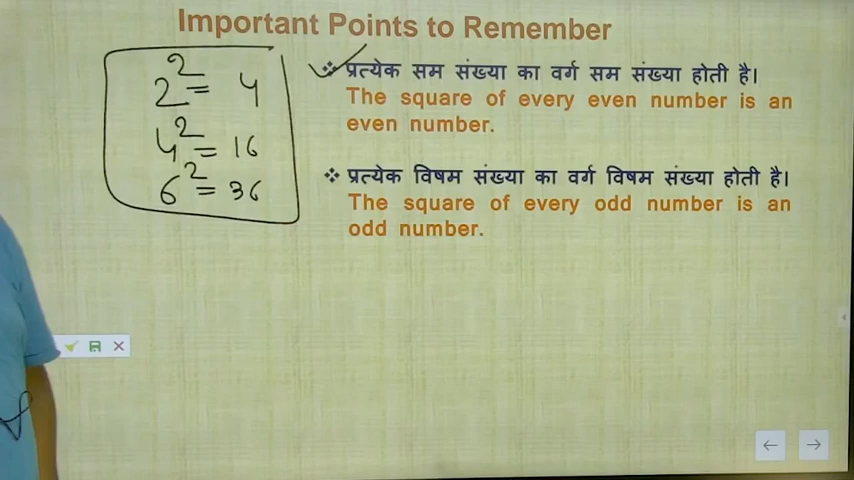 Important Points to Remember
2² = 4
4² = 16
6² = 36
❖ प्रत्येक सम संख्या का वर्ग सम संख्या होती है।
The square of every even number is an
even number.
❖ प्रत्येक विषम संख्या का वर्ग विषम संख्या होती है।
The square of every odd number is an
odd number.